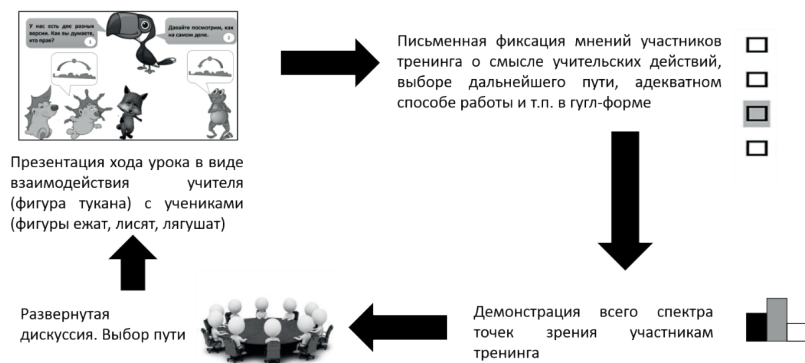 У нас есть две разные
версии. Как вы думаете,
кто прав?
1
Давайте посмотрим, как
на самом деле.
2
Презентация хода урока в виде
взаимодействия учителя
(фигура тукана) с учениками
(фигуры ежат, лисят, лягушат)
Письменная фиксация мнений участников
тренинга о смысле учительских действий,
выборе дальнейшего пути, адекватном
способе работы и т.п. в гугл-форме
Демонстрация всего спектра
точек зрения участникам
тренинга
Развернутая
дискуссия. Выбор пути